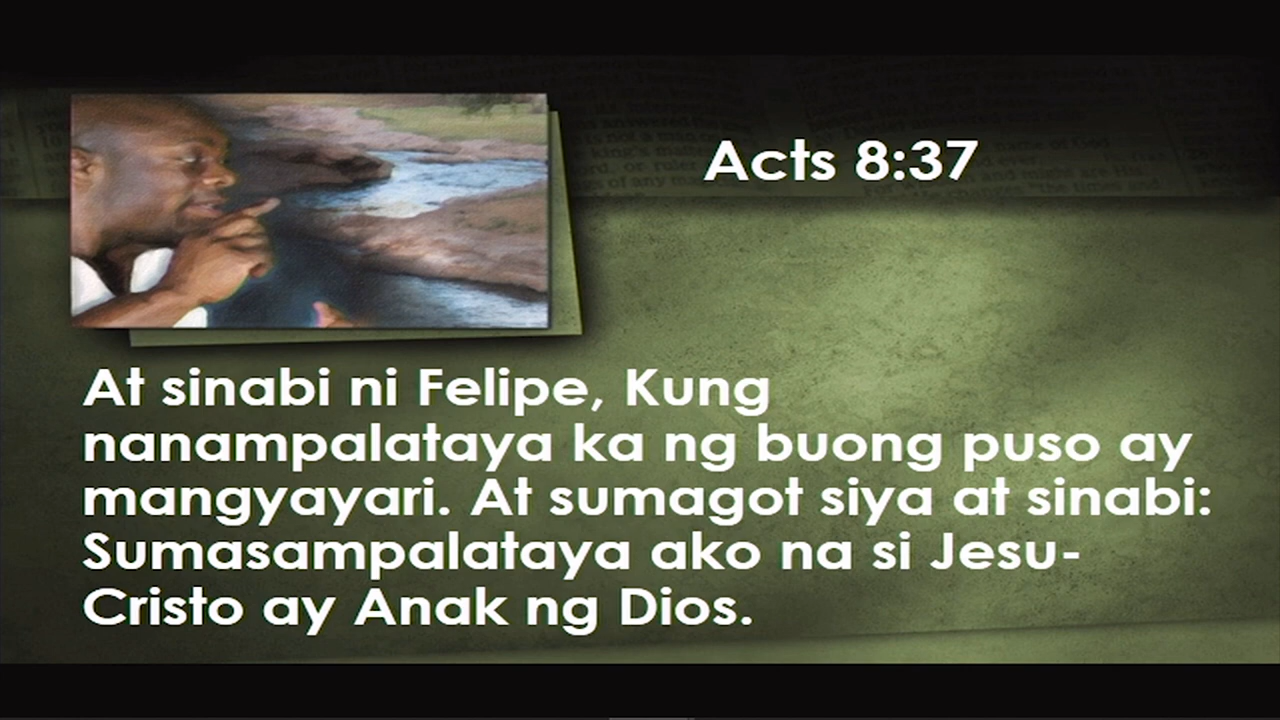 Acts 8:37
At sinabi ni Felipe, Kung
nanampalataya ka ng buong puso ay
mangyayari. At sumagot siya at sinabi:
Sumasampalataya ako na si Jesu-
Cristo ay Anak ng Dios.